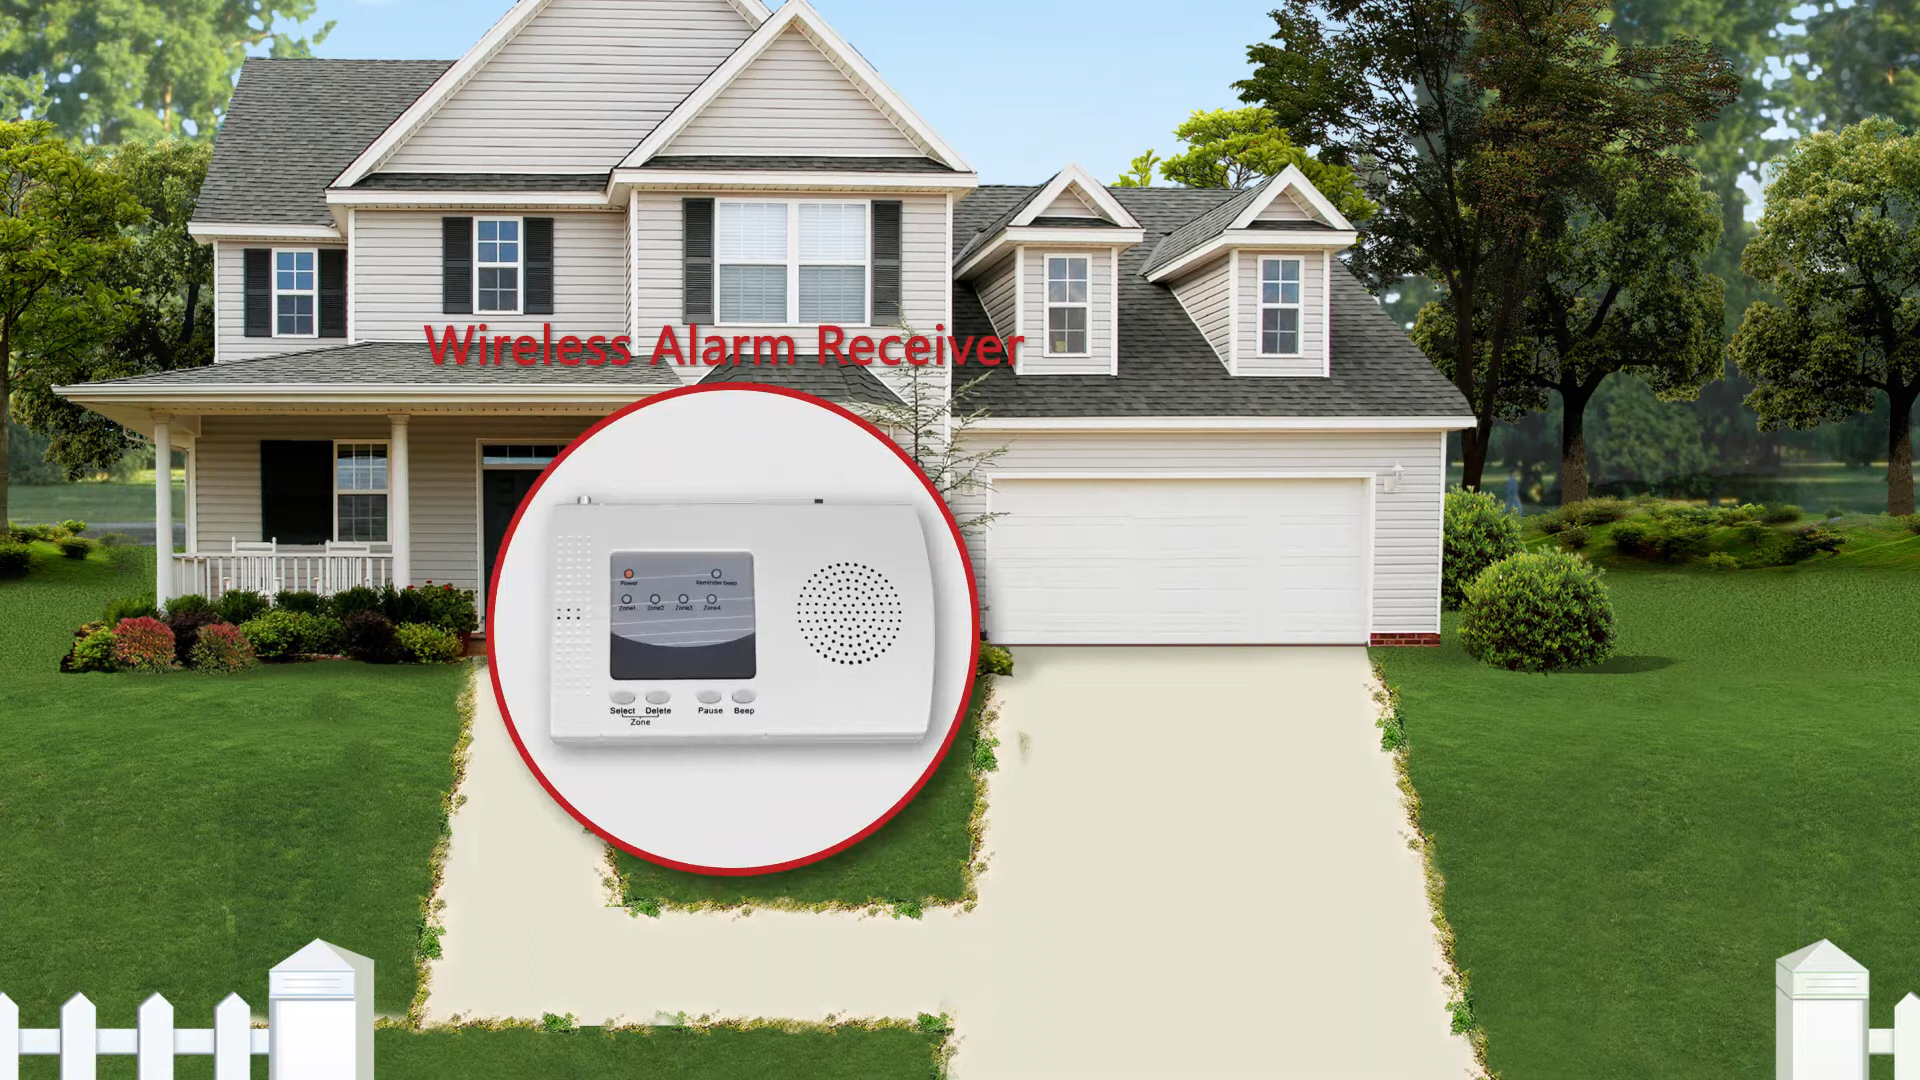 Wireless Alarm Receiver
Power Reminder beep
Zone1 Zone2 Zone3 Zone4
Select Delete Pause Beep
Zone